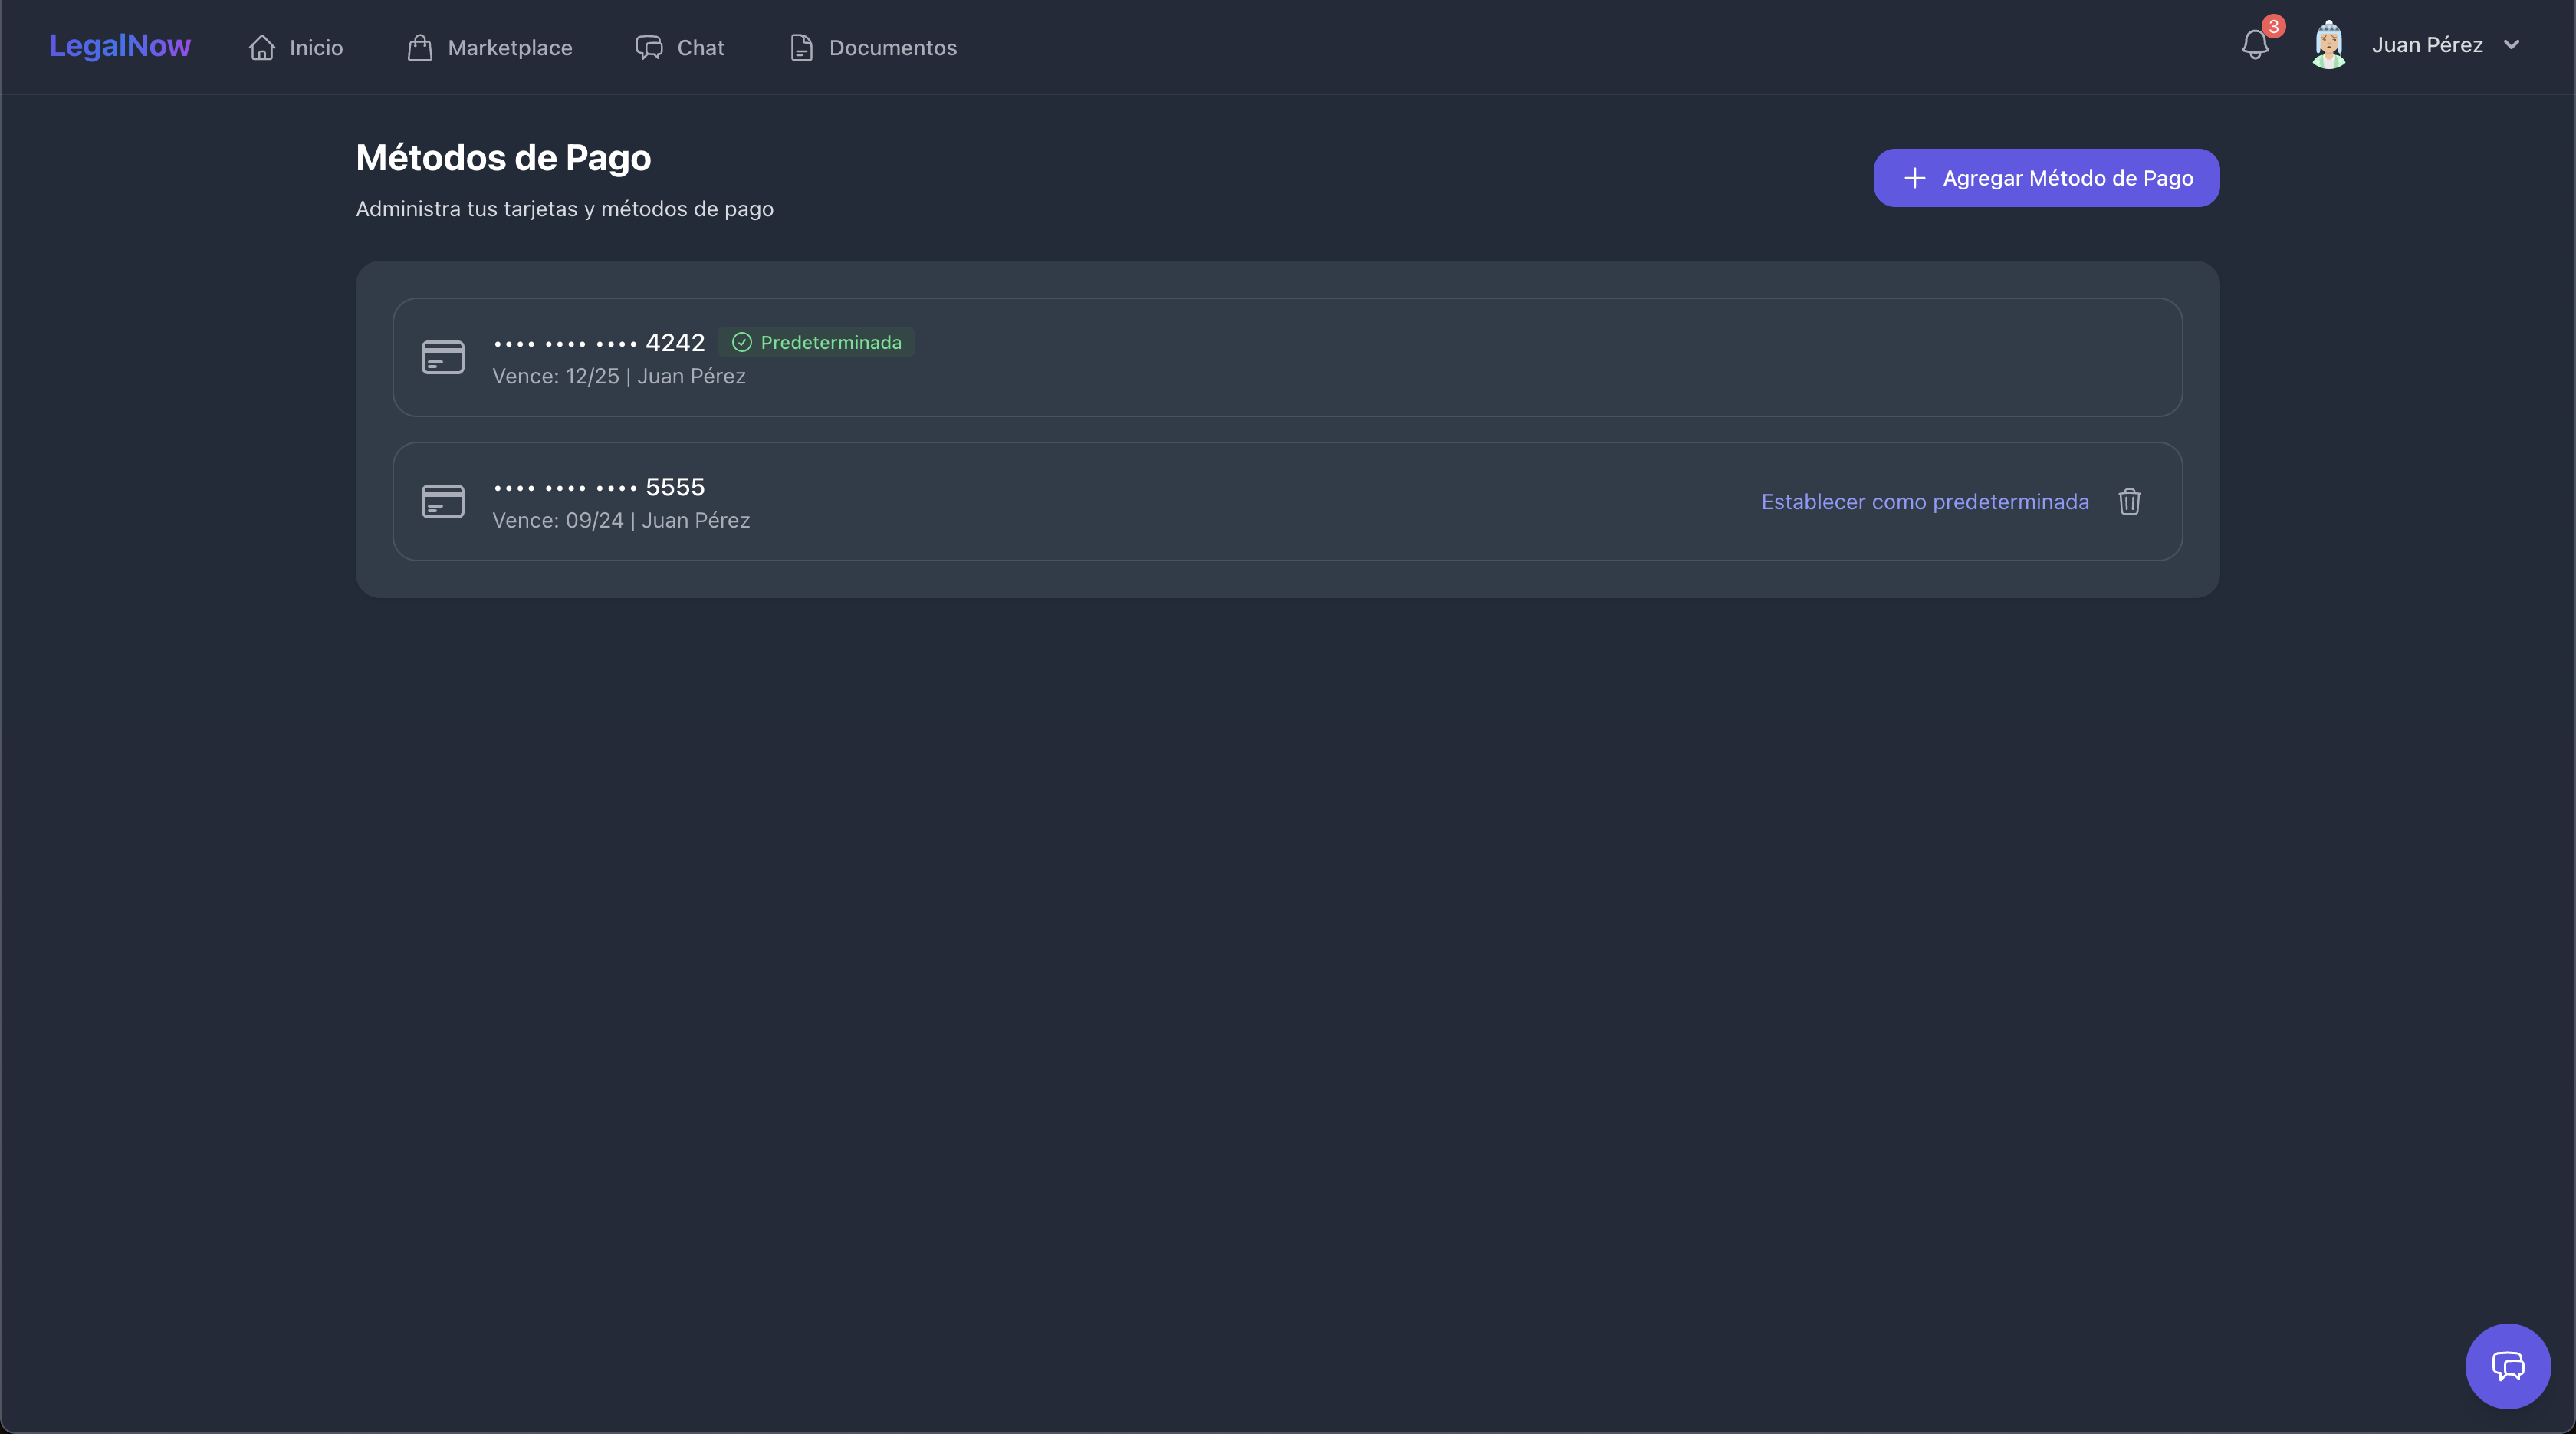 LegalNow
Inicio
Marketplace
Chat
Documentos
3
Juan Pérez
Métodos de Pago
Administra tus tarjetas y métodos de pago
Agregar Método de Pago
•••• •••• •••• 4242
Predeterminada
Vence: 12/25 | Juan Pérez
•••• •••• •••• 5555
Vence: 09/24 | Juan Pérez
Establecer como predeterminada